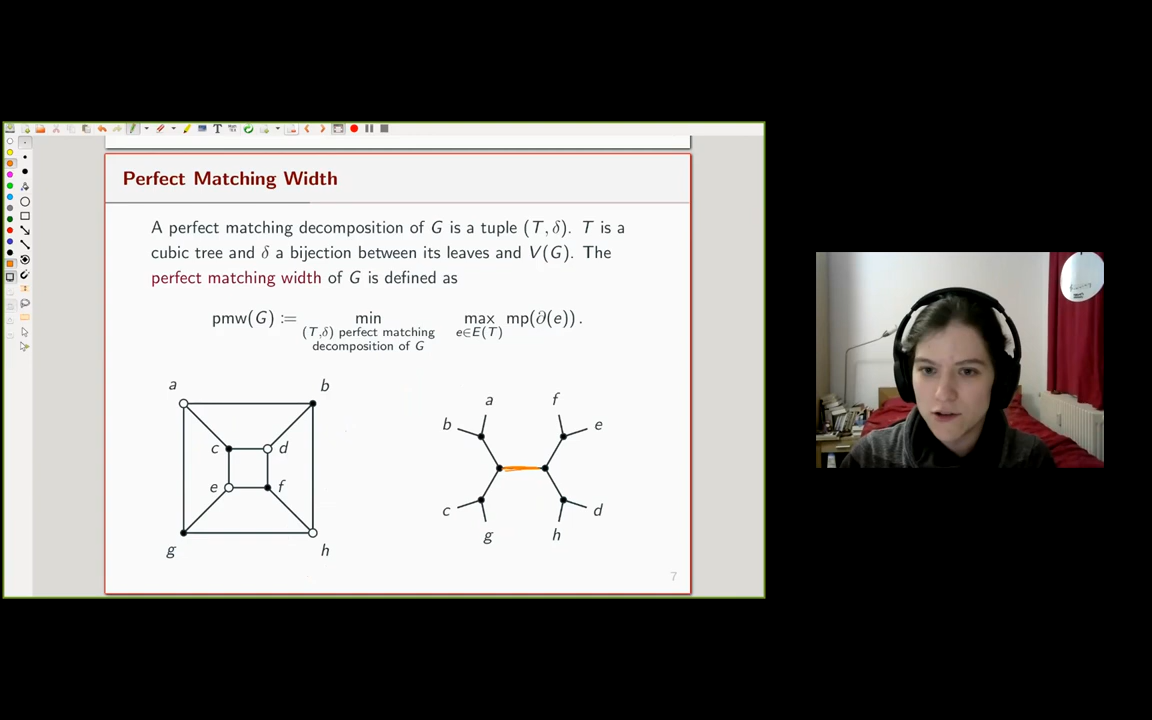 Perfect Matching Width
A perfect matching decomposition of G is a tuple (T, δ). T is a
cubic tree and δ a bijection between its leaves and V(G). The
perfect matching width of G is defined as
pmw(G) := min max mp(∂(e)).
(T,δ) perfect matching e∈E(T)
decomposition of G
a b
c d
e f
g h
a f
b e
c d
g h
7